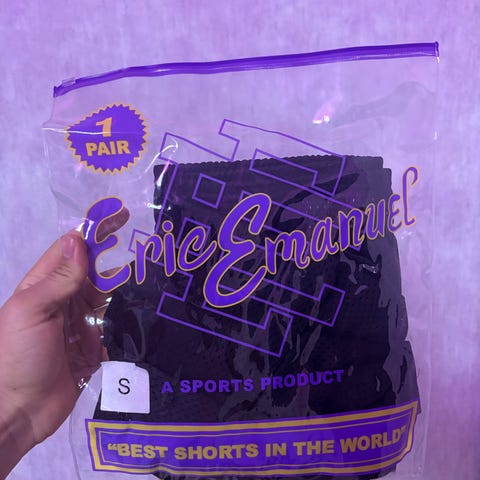 1
PAIR
Eric Emanuel
S
A SPORTS PRODUCT
“BEST SHORTS IN THE WORLD”